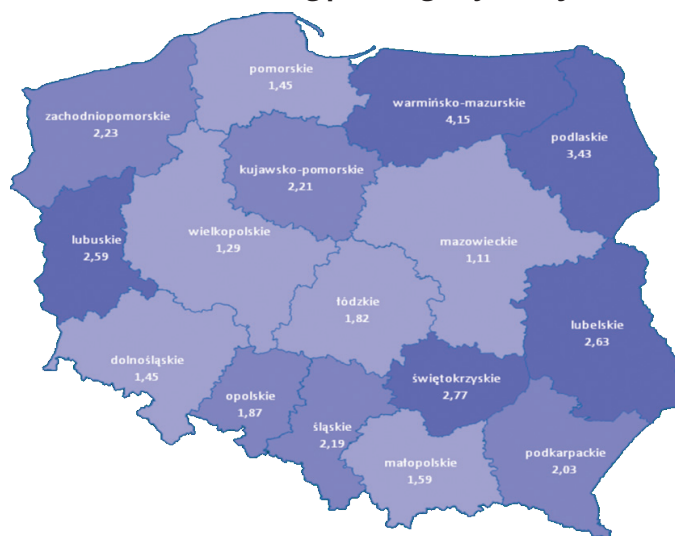 pomorskie
1,45
warmińsko-mazurskie
4,15
zachodniopomorskie
2,23
podlaskie
3,43
kujawsko-pomorskie
2,21
wielkopolskie
1,29
lubuskie
2,59
mazowieckie
1,11
łódzkie
1,82
lubelskie
2,63
dolnośląskie
1,45
świętokrzyskie
2,77
opolskie
1,87
śląskie
2,19
podkarpackie
2,03
małopolskie
1,59